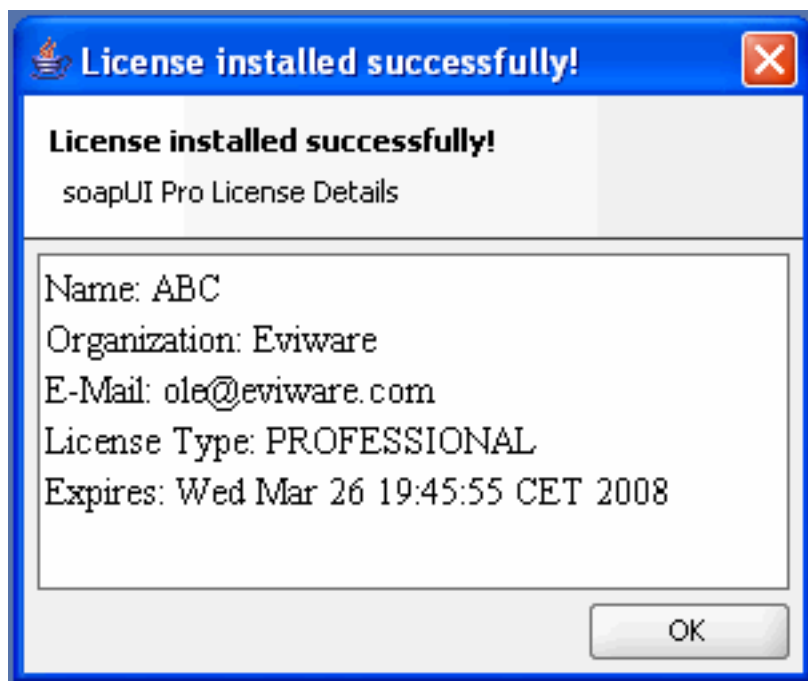 License installed successfully!
License installed successfully!
soapUI Pro License Details
Name: ABC
Organization: Eviware
E-Mail: ole@eviware.com
License Type: PROFESSIONAL
Expires: Wed Mar 26 19:45:55 CET 2008
OK